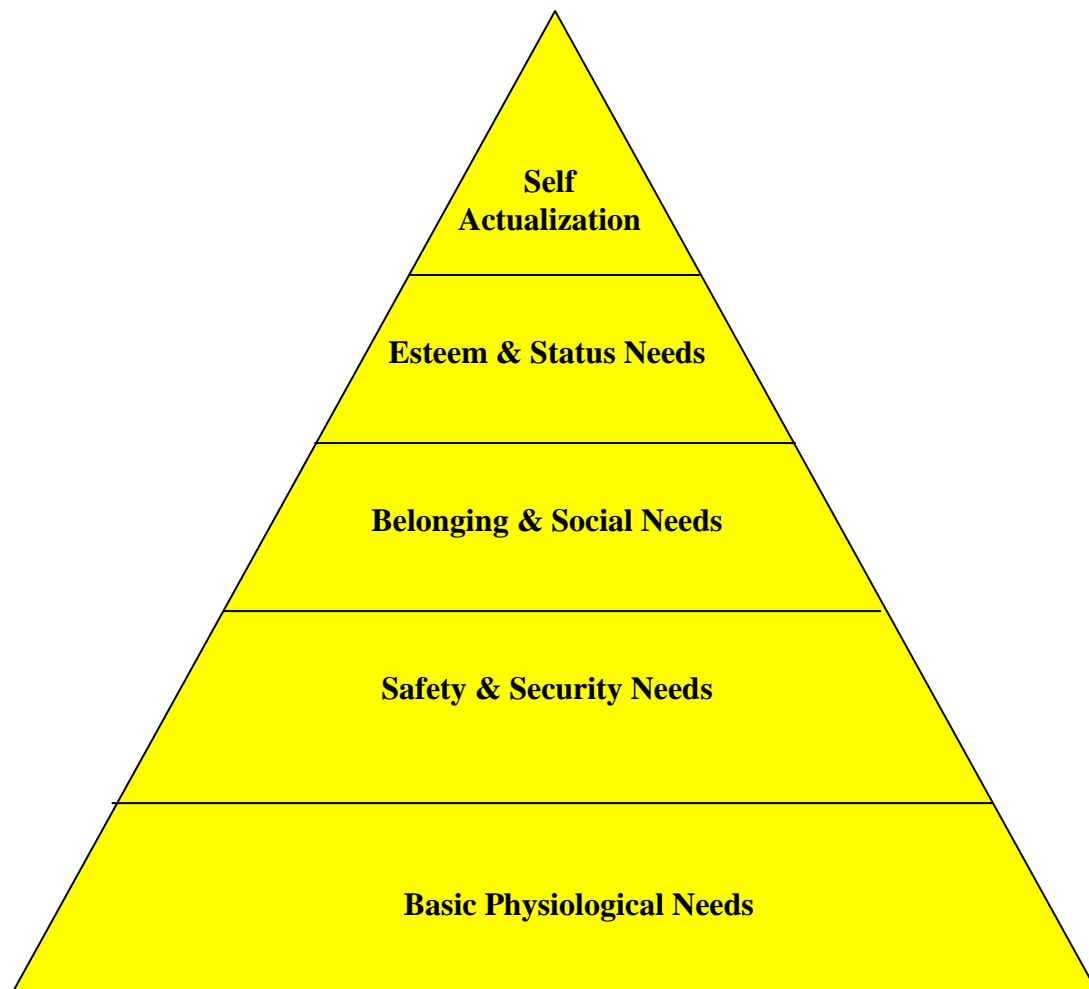 Self
Actualization
Esteem & Status Needs
Belonging & Social Needs
Safety & Security Needs
Basic Physiological Needs